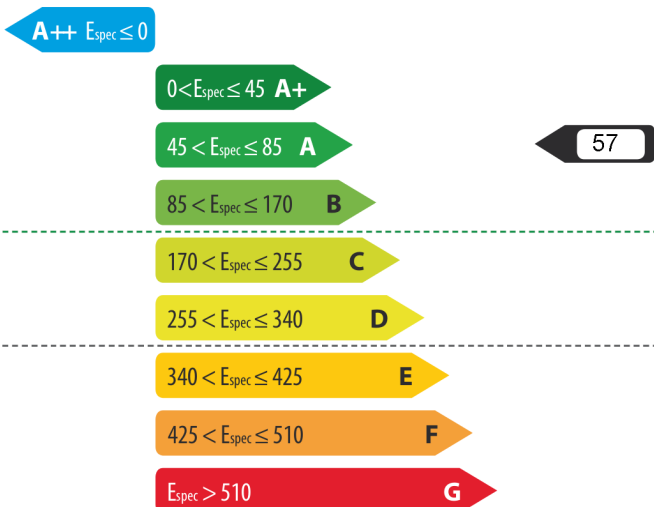 A++ Espec ≤ 0
0<Espec ≤ 45 A+
45 < Espec ≤ 85 A
57
85 < Espec ≤ 170 B
170 < Espec ≤ 255 C
255 < Espec ≤ 340 D
340 < Espec ≤ 425 E
425 < Espec ≤ 510 F
Espec > 510 G